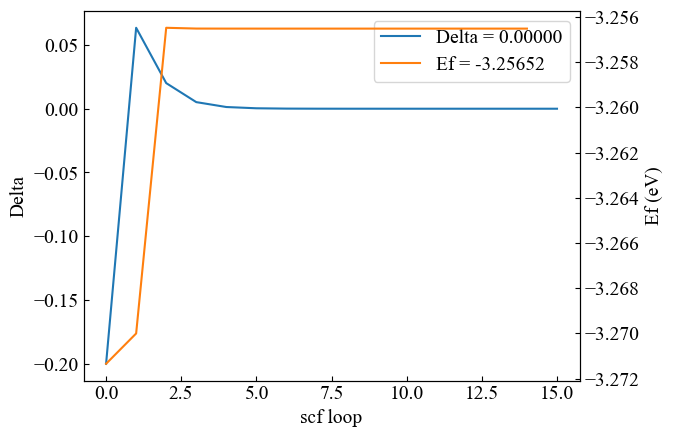 Delta = 0.00000
Ef = -3.25652
0.05
0.00
−0.05
−0.10
−0.15
−0.20
Delta
−3.256
−3.258
−3.260
−3.262
−3.264
−3.266
−3.268
−3.270
−3.272
Ef (eV)
0.0 2.5 5.0 7.5 10.0 12.5 15.0
scf loop